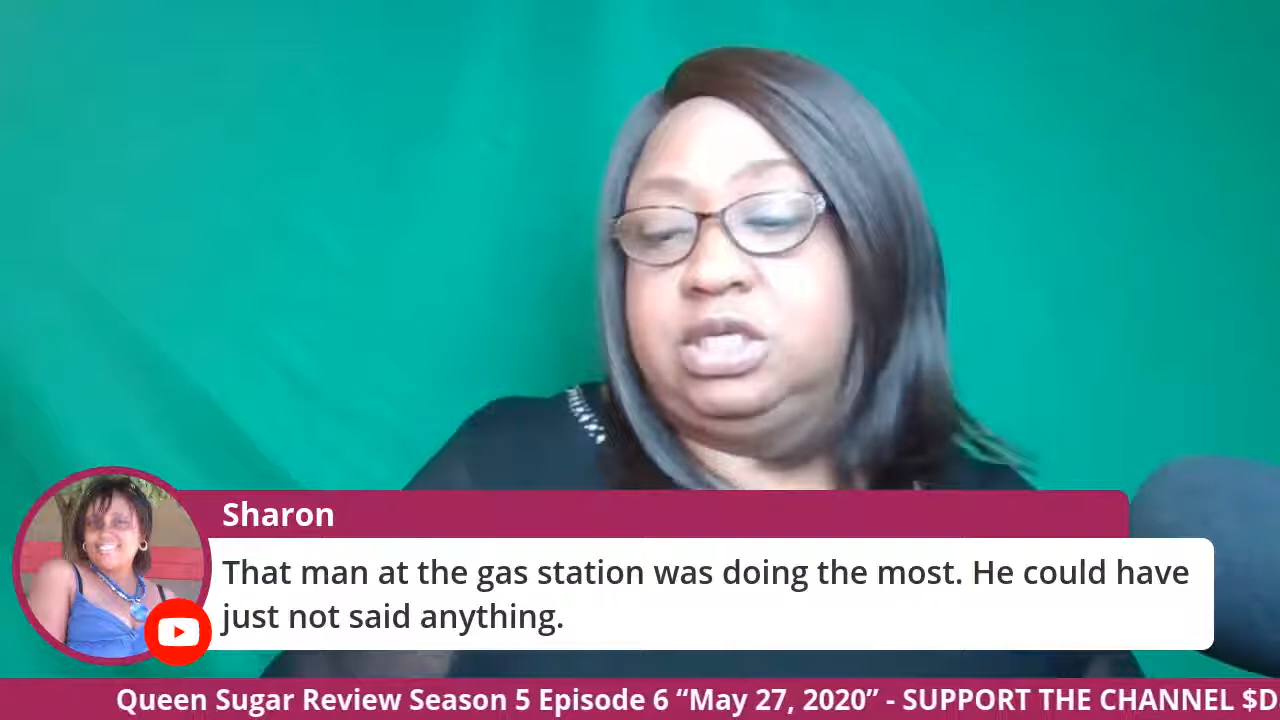 Sharon
That man at the gas station was doing the most. He could have
just not said anything.
Queen Sugar Review Season 5 Episode 6 “May 27, 2020” - SUPPORT THE CHANNEL $D